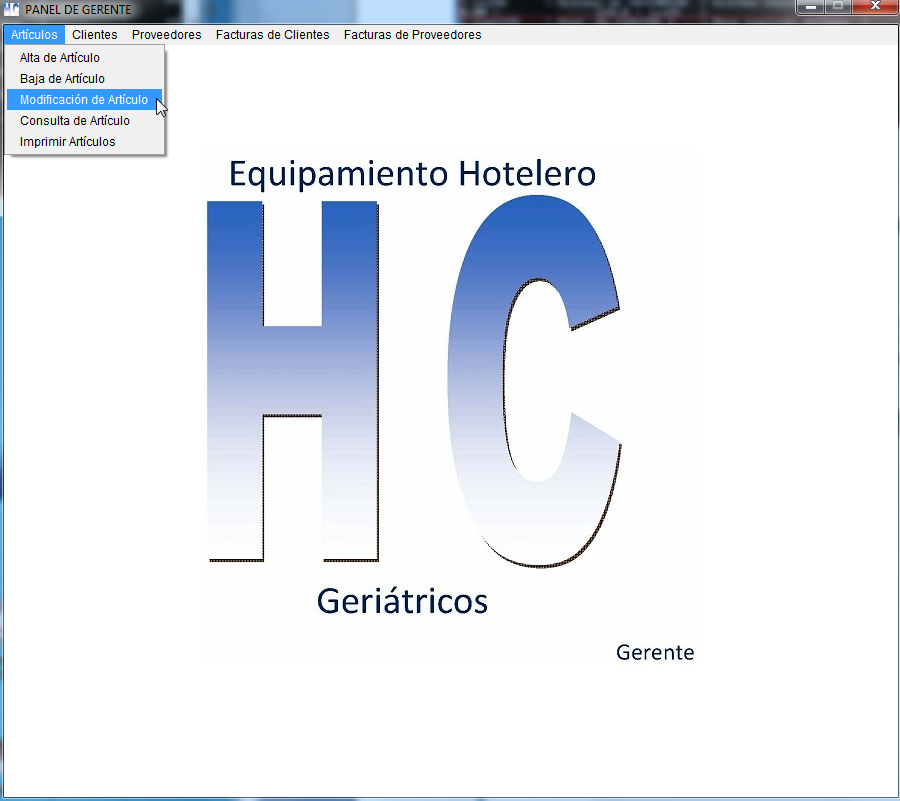 PANEL DE GERENTE
Artículos Clientes Proveedores Facturas de Clientes Facturas de Proveedores
Alta de Artículo
Baja de Artículo
Modificación de Artículo
Consulta de Artículo
Imprimir Artículos
Equipamiento Hotelero
HC
Geriátricos
Gerente